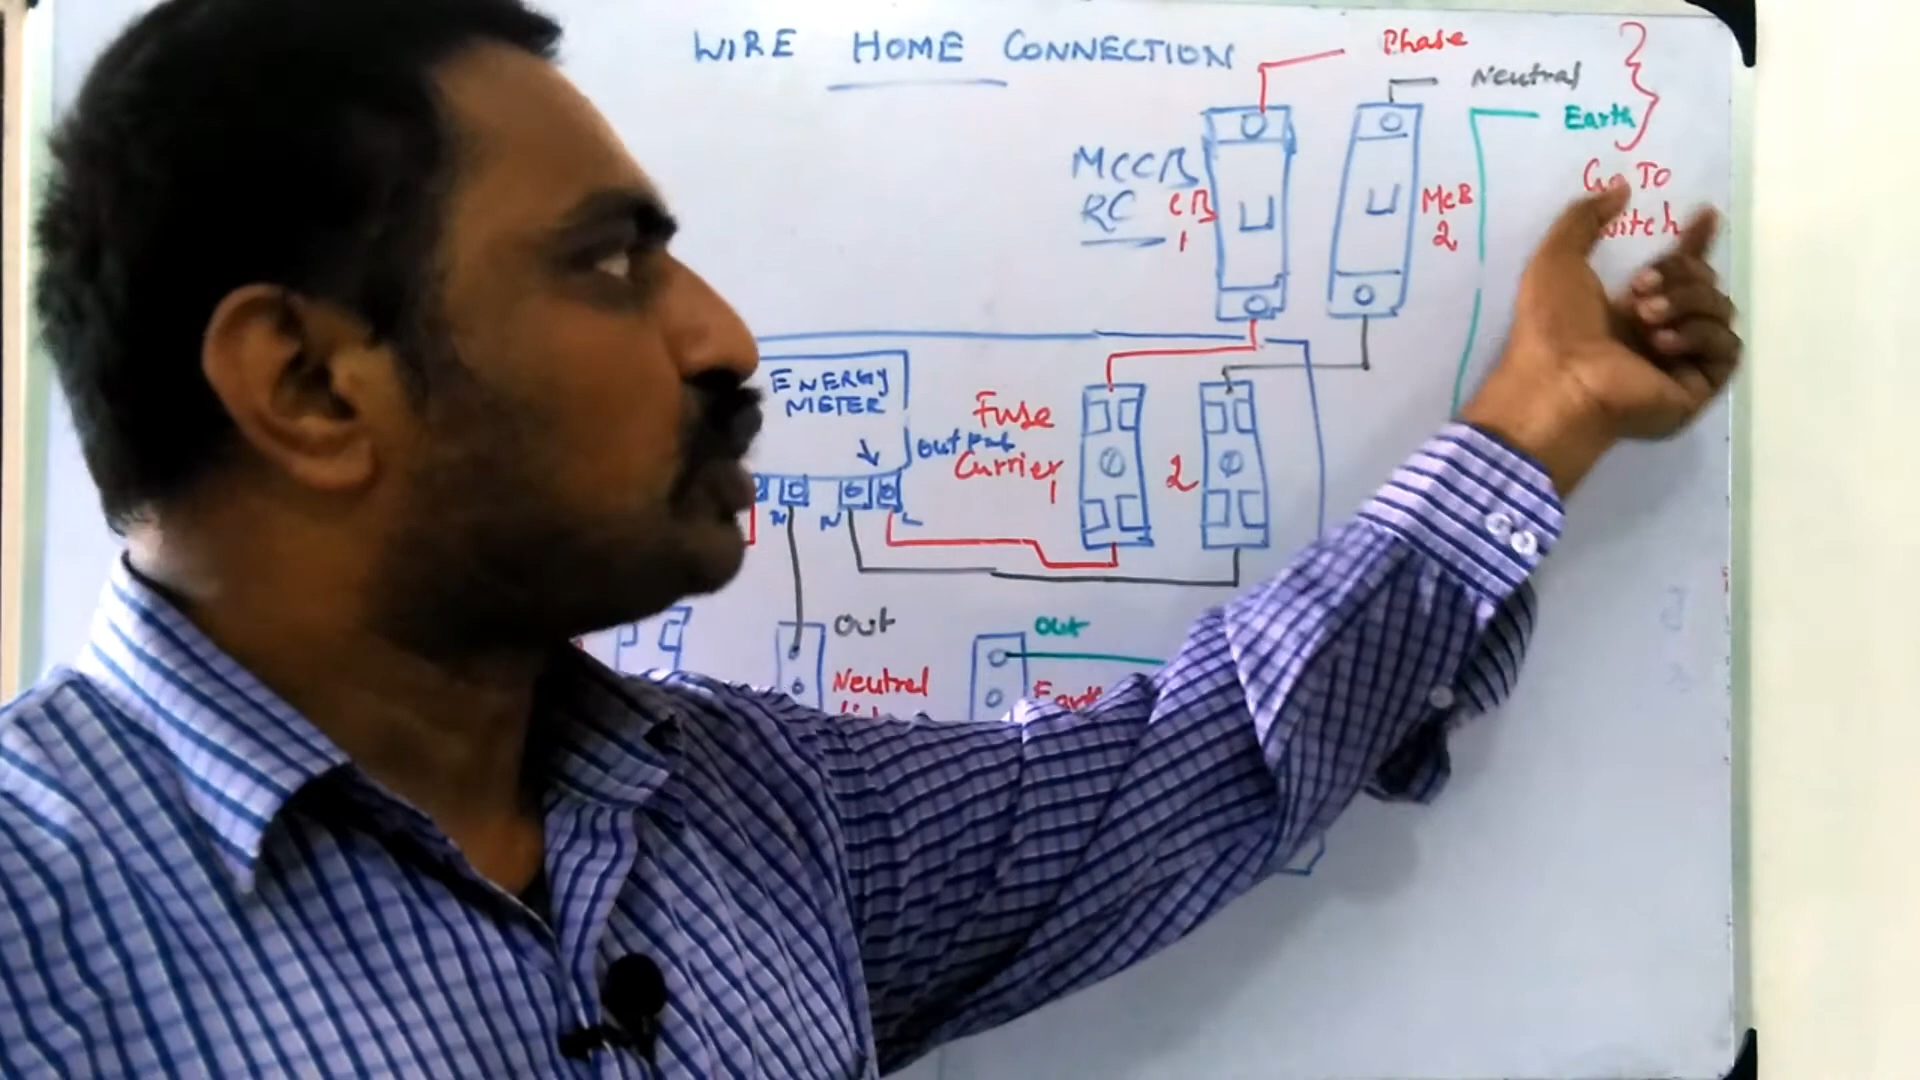 WIRE HOME CONNECTION
Phase
Neutral
Earth
MCCB
RC CB
1
MCB
2
Go To
ENERGY
METER
Output
Fuse
Currier
1
2
N
N
L
Out
Neutral
Out